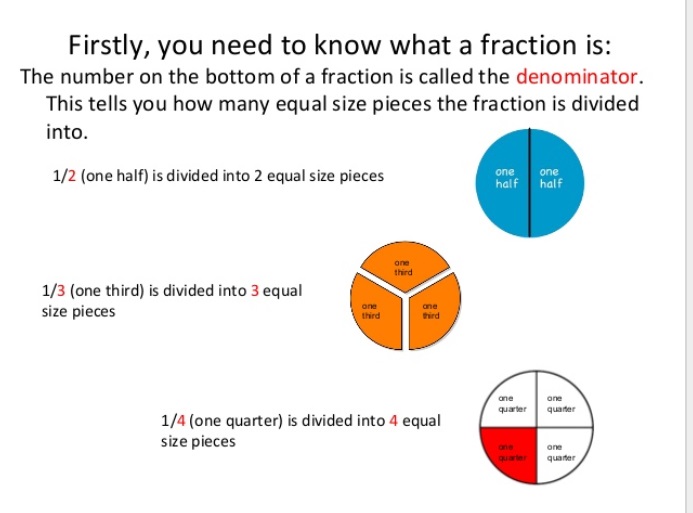 Firstly, you need to know what a fraction is:
The number on the bottom of a fraction is called the denominator.
This tells you how many equal size pieces the fraction is divided
into.
one one
half half
1/2 (one half) is divided into 2 equal size pieces
one
third
1/3 (one third) is divided into 3 equal
size pieces
one
third
one
third
one
quarter
one
quarter
1/4 (one quarter) is divided into 4 equal
size pieces
one
quarter
one
quarter